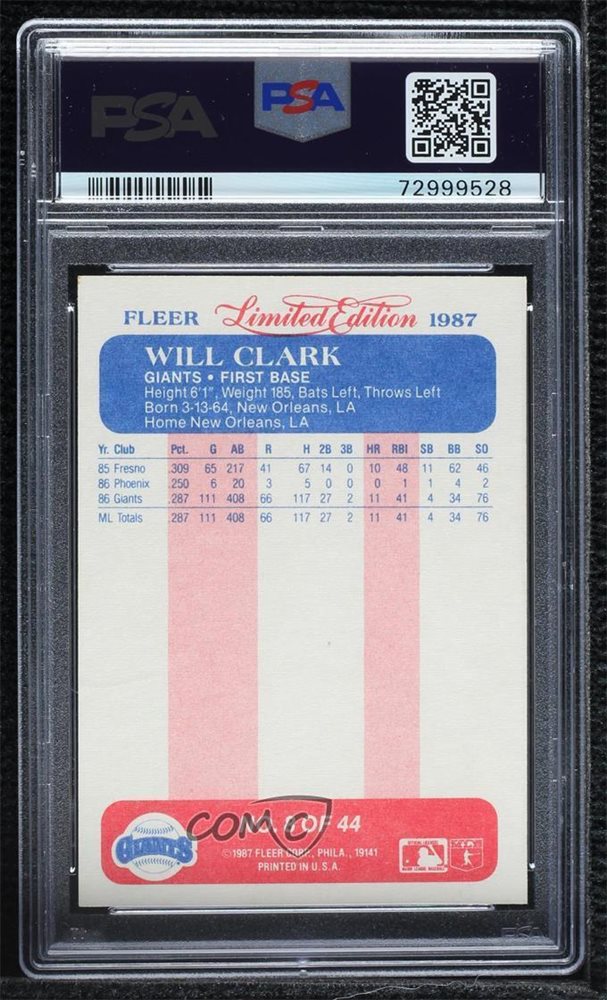 PSA
PSA
72999528
FLEER Limited Edition 1987
WILL CLARK
GIANTS • FIRST BASE
Height 6'1", Weight 185, Bats Left, Throws Left
Born 3-13-64, New Orleans, LA
Home New Orleans, LA
Yr. Club Pct. G AB R H 2B 3B HR RBI SB BB SO
85 Fresno .309 65 217 41 67 14 0 10 48 11 62 46
86 Phoenix .250 6 20 3 5 0 0 0 1 1 4 2
86 Giants .287 111 408 66 117 27 2 11 41 4 34 76
ML Totals .287 111 408 66 117 27 2 11 41 4 34 76
COMC
No. 8 OF 44
GIANTS
©1987 FLEER CORP., PHILA., 19141
PRINTED IN U.S.A.